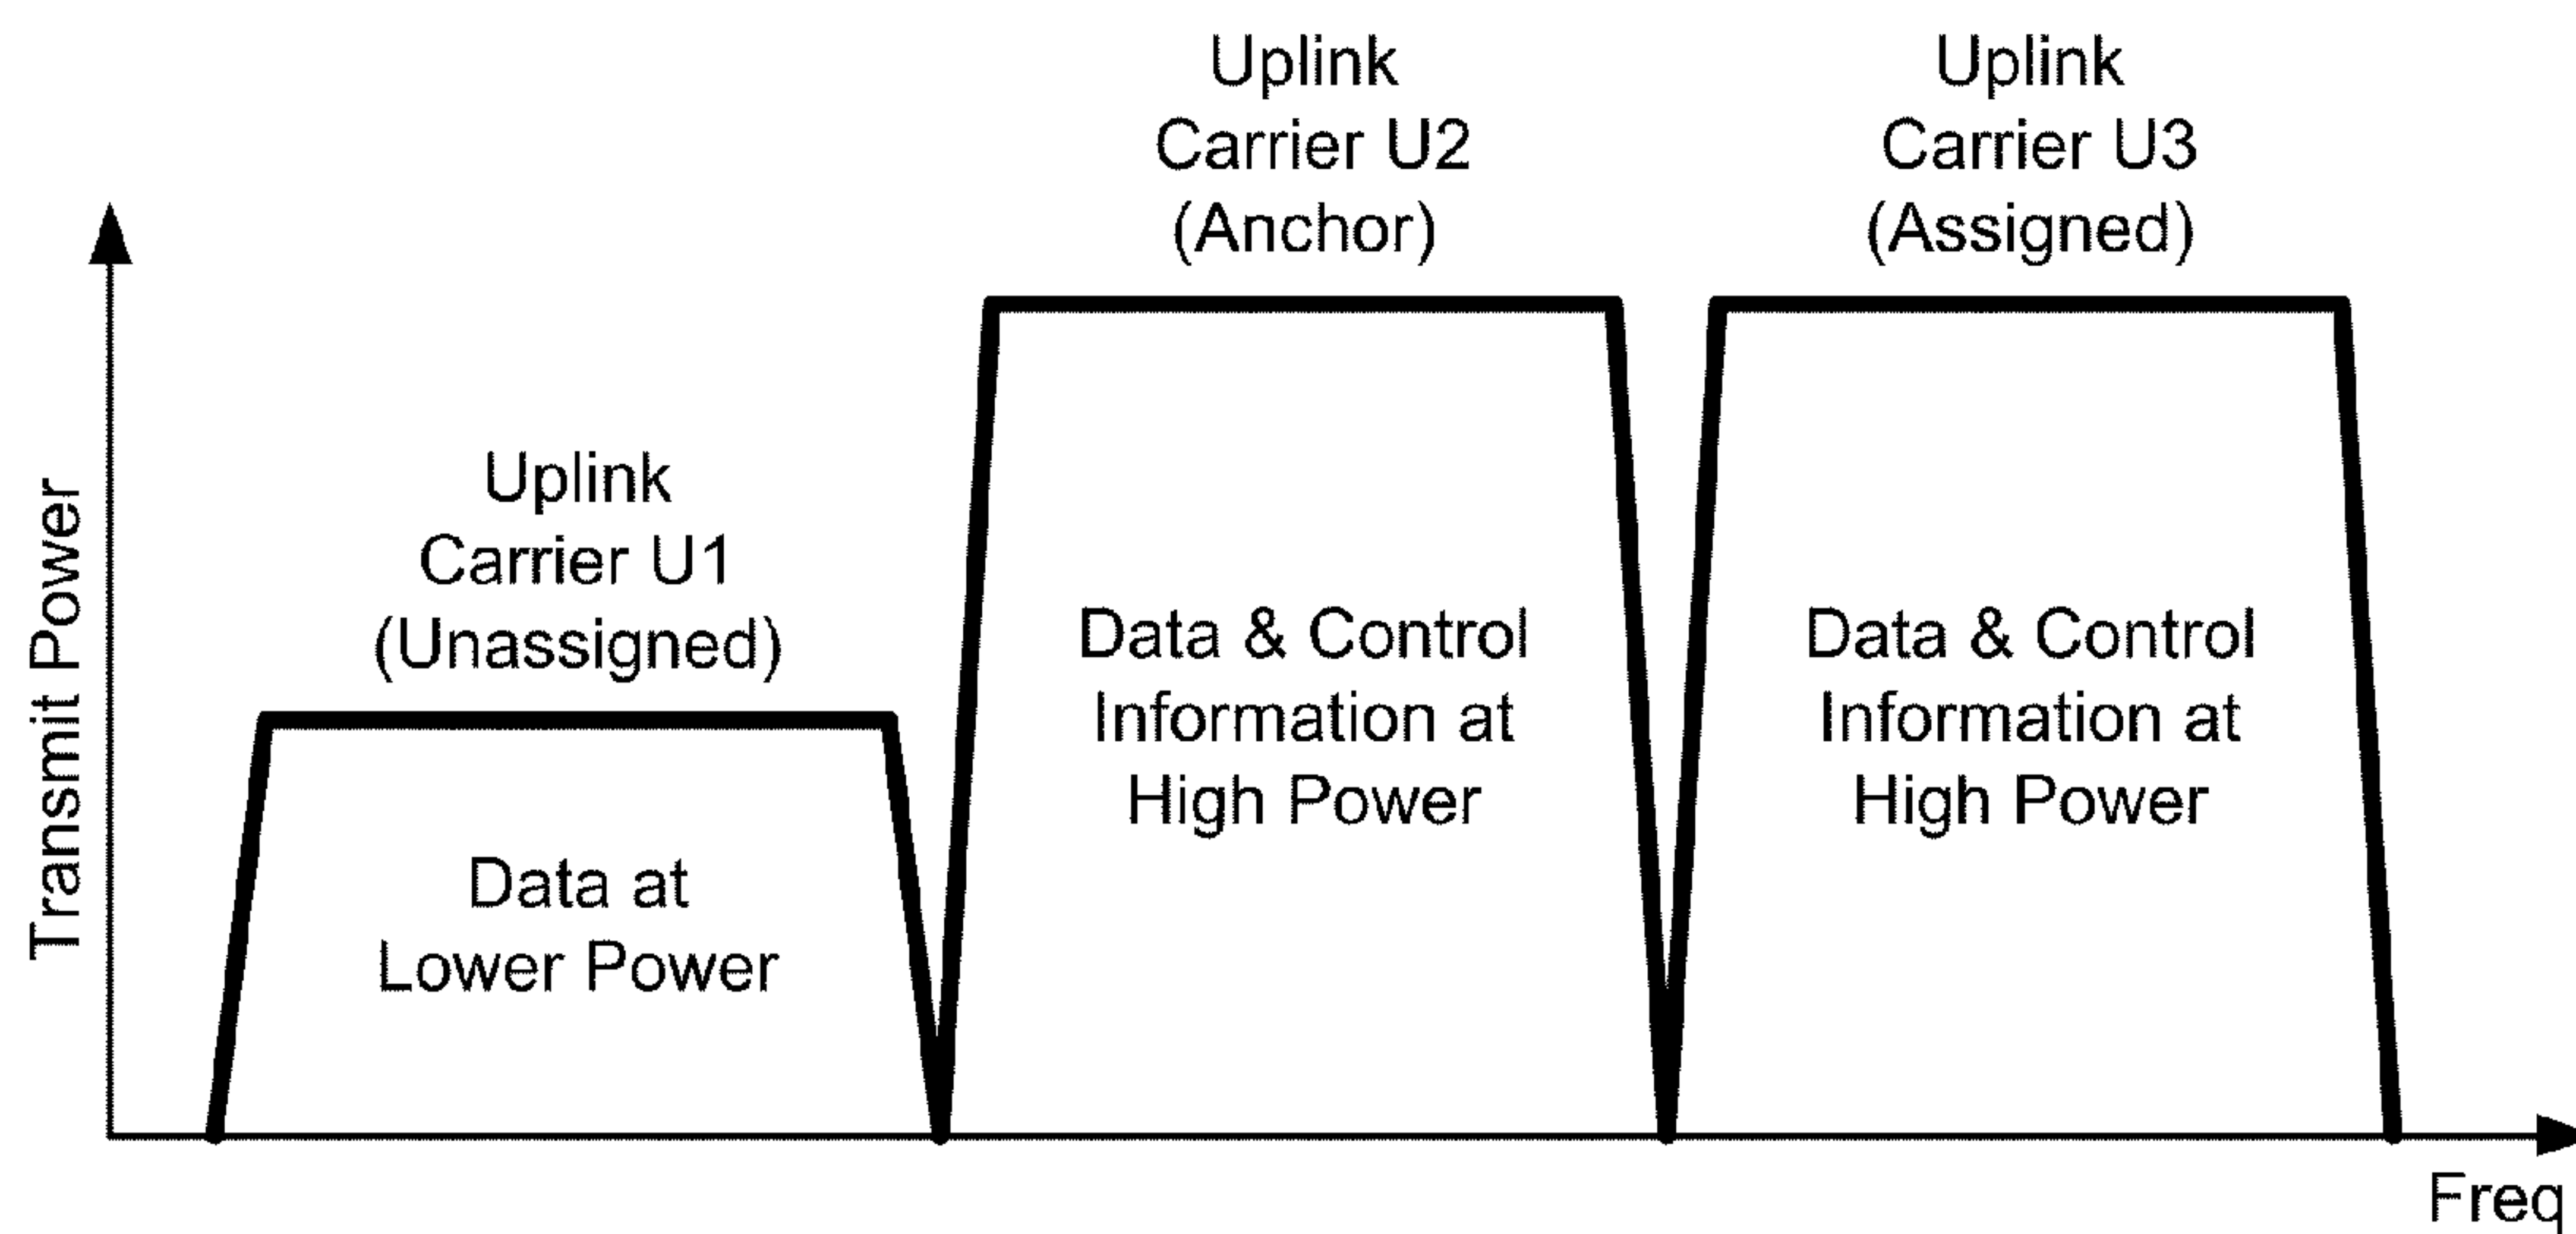 Uplink
Carrier U2
(Anchor)
Uplink
Carrier U3
(Assigned)
Uplink
Carrier U1
(Unassigned)
Transmit Power
Data & Control
Information at
High Power
Data & Control
Information at
High Power
Data at
Lower Power
Freq